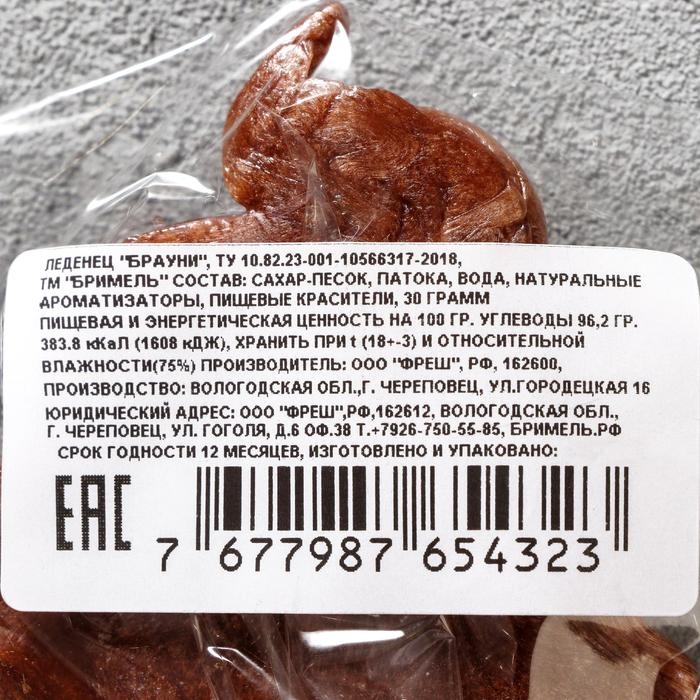 ЛЕДЕНЕЦ "БРАУНИ", ТУ 10.82.23-001-10566317-2018,
ТМ "БРИМЕЛЬ" СОСТАВ: САХАР-ПЕСОК, ПАТОКА, ВОДА, НАТУРАЛЬНЫЕ
АРОМАТИЗАТОРЫ, ПИЩЕВЫЕ КРАСИТЕЛИ, 30 ГРАММ
ПИЩЕВАЯ И ЭНЕРГЕТИЧЕСКАЯ ЦЕННОСТЬ НА 100 ГР. УГЛЕВОДЫ 96,2 ГР.
383.8 кКаЛ (1608 кДЖ), ХРАНИТЬ ПРИ t (18+-3) И ОТНОСИТЕЛЬНОЙ
ВЛАЖНОСТИ(75%) ПРОИЗВОДИТЕЛЬ: ООО "ФРЕШ", РФ, 162600,
ПРОИЗВОДСТВО: ВОЛОГОДСКАЯ ОБЛ.,Г. ЧЕРЕПОВЕЦ, УЛ.ГОРОДЕЦКАЯ 16
ЮРИДИЧЕСКИЙ АДРЕС: ООО "ФРЕШ",РФ,162612, ВОЛОГОДСКАЯ ОБЛ.,
Г. ЧЕРЕПОВЕЦ, УЛ. ГОГОЛЯ, Д.6 ОФ.38 Т.+7926-750-55-85, БРИМЕЛЬ.РФ
СРОК ГОДНОСТИ 12 МЕСЯЦЕВ, ИЗГОТОВЛЕНО И УПАКОВАНО:
EAC
7 677987 654323